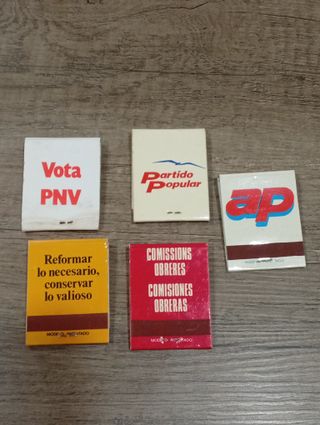 Vota
PNV
Partido
Popular
ap
Reformar
lo necesario,
conservar
lo valioso
COMISSIONS
OBRERES
COMISIONES
OBRERAS